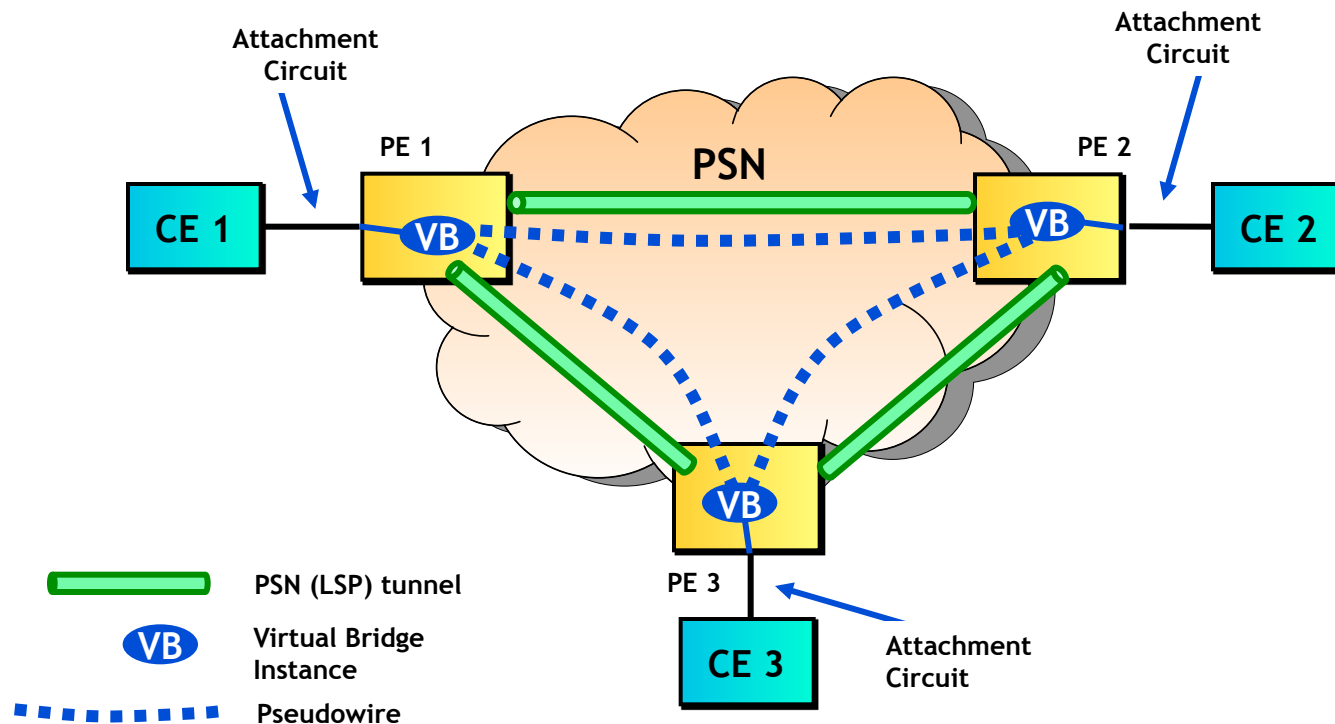 Attachment
Circuit
Attachment
Circuit
PE 1
PSN
PE 2
CE 1
VB
VB
CE 2
VB
PE 3
CE 3
Attachment
Circuit
PSN (LSP) tunnel
VB
Virtual Bridge
Instance
Pseudowire